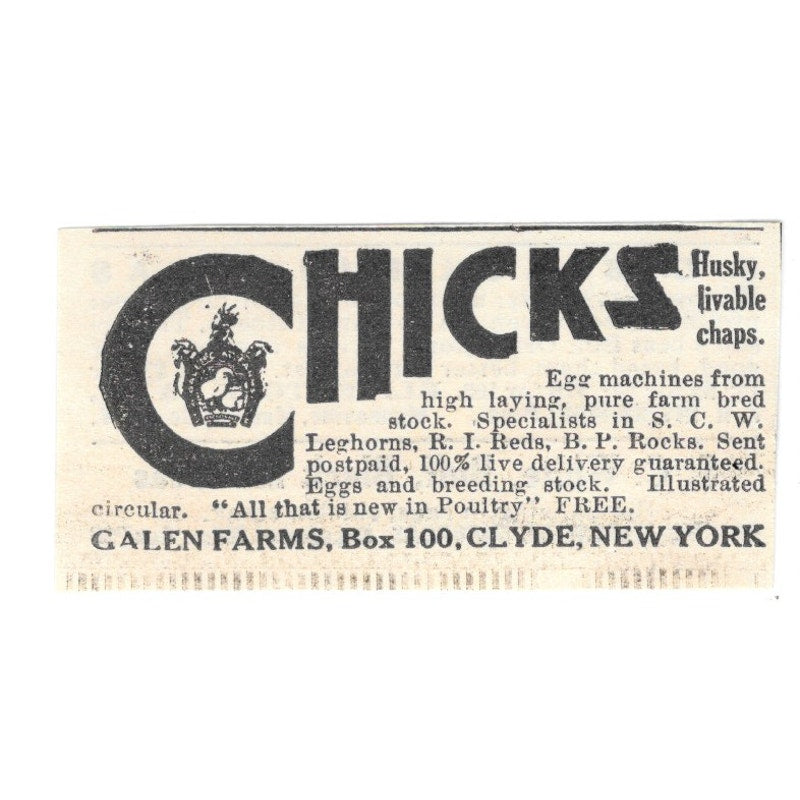 CHICKS
Husky,
livable
chaps.
Egg machines from
high laying, pure farm bred
stock. Specialists in S. C. W.
Leghorns, R. I. Reds, B. P. Rocks. Sent
postpaid, 100% live delivery guaranteed.
Eggs and breeding stock. Illustrated
circular. "All that is new in Poultry" FREE.
GALEN FARMS, Box 100, CLYDE, NEW YORK